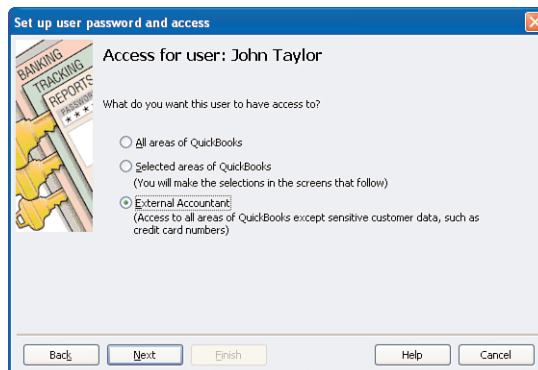 Set up user password and access
BANKING
TRACKING
REPORTS
PASSWORD
****
Access for user: John Taylor
What do you want this user to have access to?
All areas of QuickBooks
Selected areas of QuickBooks
(You will make the selections in the screens that follow)
External Accountant
(Access to all areas of QuickBooks except sensitive customer data, such as
credit card numbers)
Back
Next
Finish
Help
Cancel